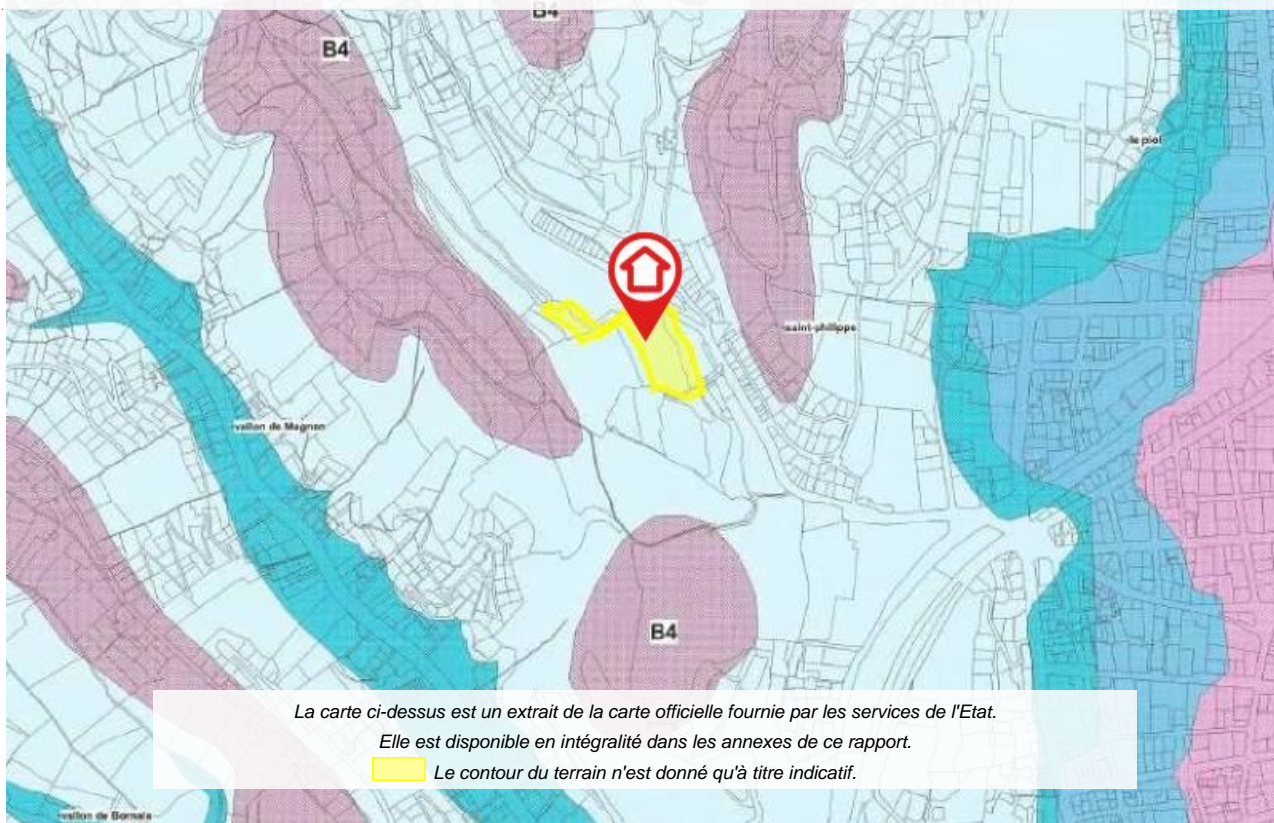 B4
B4
le piol
saint-philippe
vallon de Magnan
B4
La carte ci-dessus est un extrait de la carte officielle fournie par les services de l'Etat.
Elle est disponible en intégralité dans les annexes de ce rapport.
Le contour du terrain n'est donné qu'à titre indicatif.
vallon de Bornala